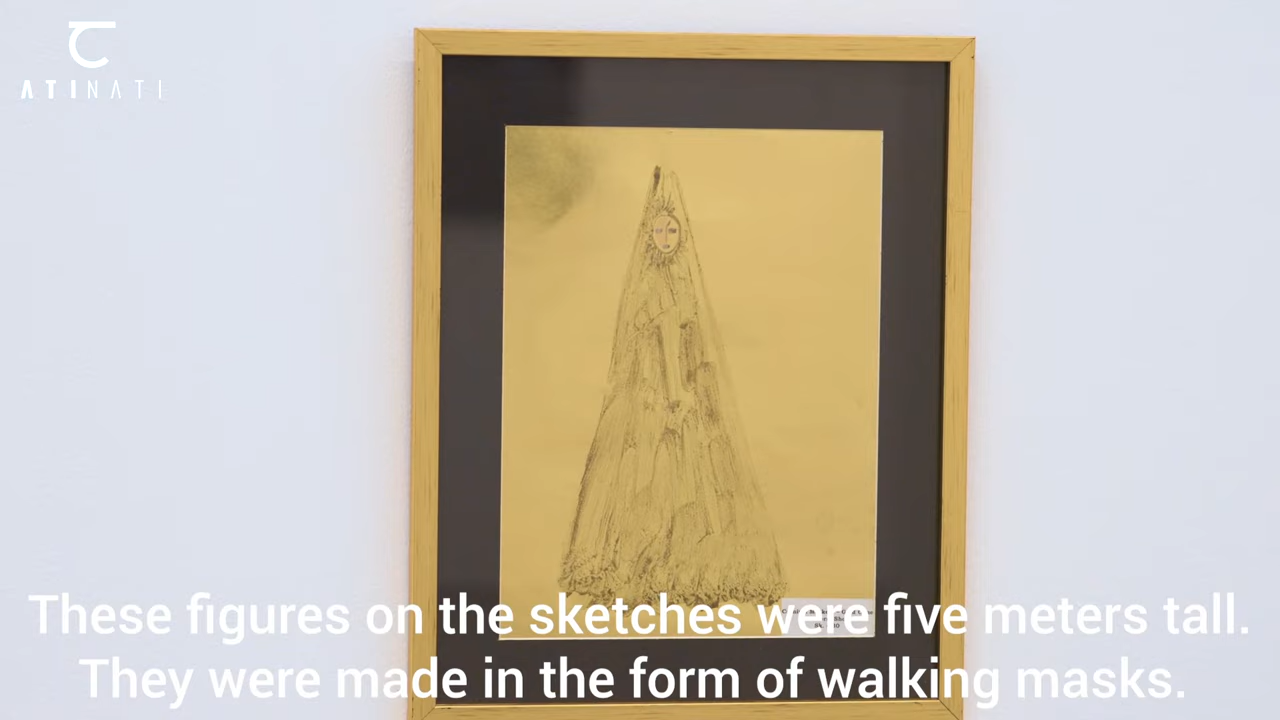 ATINATI
These figures on the sketches were five meters tall.
They were made in the form of walking masks.